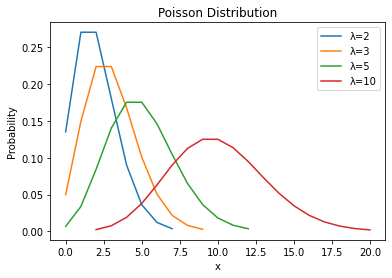 Poisson Distribution
λ=2
λ=3
λ=5
λ=10
Probability
0.25
0.20
0.15
0.10
0.05
0.00
0.0 2.5 5.0 7.5 10.0 12.5 15.0 17.5 20.0
x